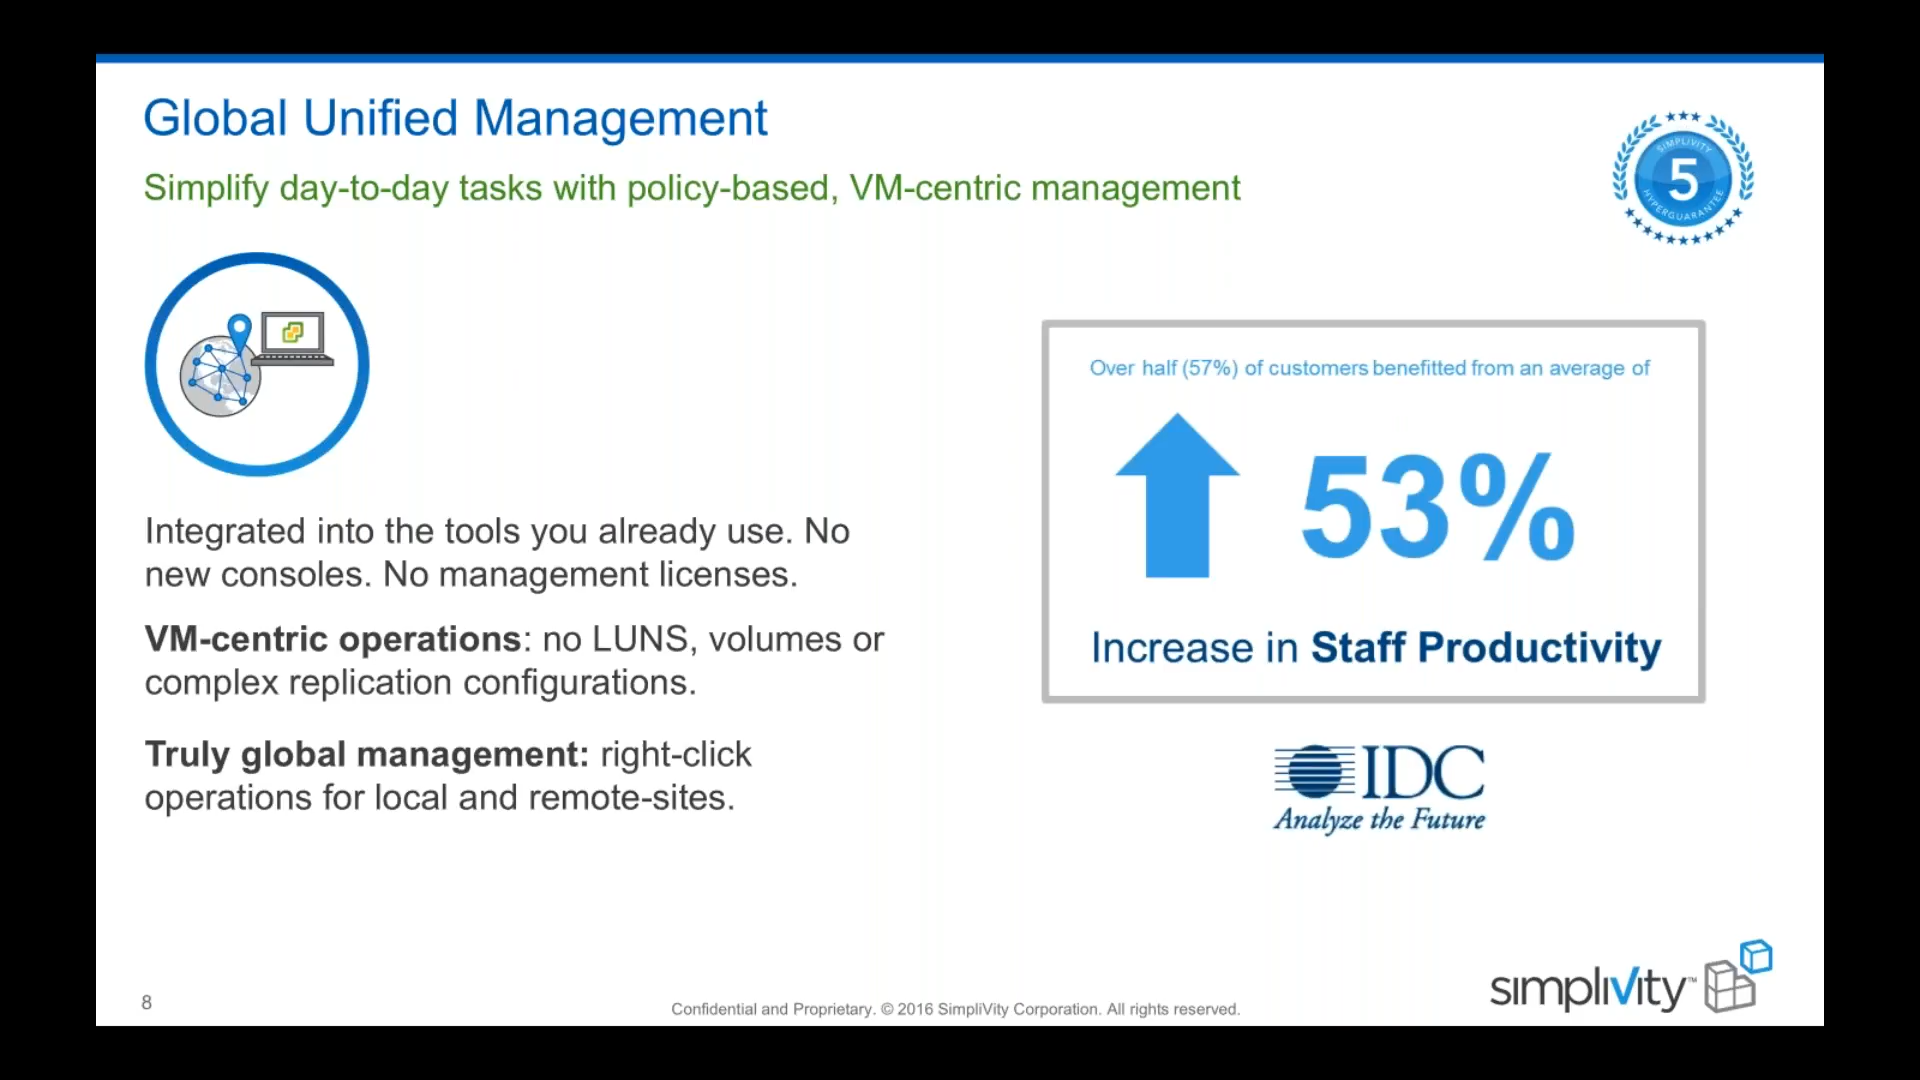 Global Unified Management
Simplify day-to-day tasks with policy-based, VM-centric management
SIMPLIVITY
5
HYPERGUARANTEE
Integrated into the tools you already use. No
new consoles. No management licenses.
VM-centric operations: no LUNS, volumes or
complex replication configurations.
Truly global management: right-click
operations for local and remote-sites.
Over half (57%) of customers benefitted from an average of
53%
Increase in Staff Productivity
IDC
Analyze the Future
8
Confidential and Proprietary. © 2016 SimpliVity Corporation. All rights reserved.
simplivity™